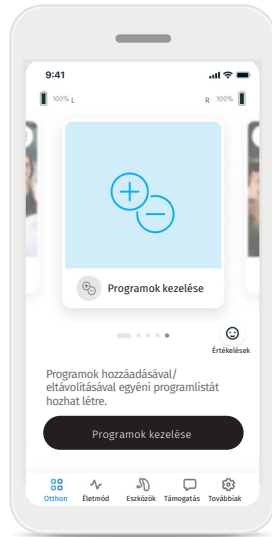 9:41
100% L
R 100%
Programok kezelése
Értékelések
Programok hozzáadásával/
eltávolításával egyéni programlistát
hozhat létre.
Programok kezelése
Otthon Életmód Eszközök Támogatás Továbbiak